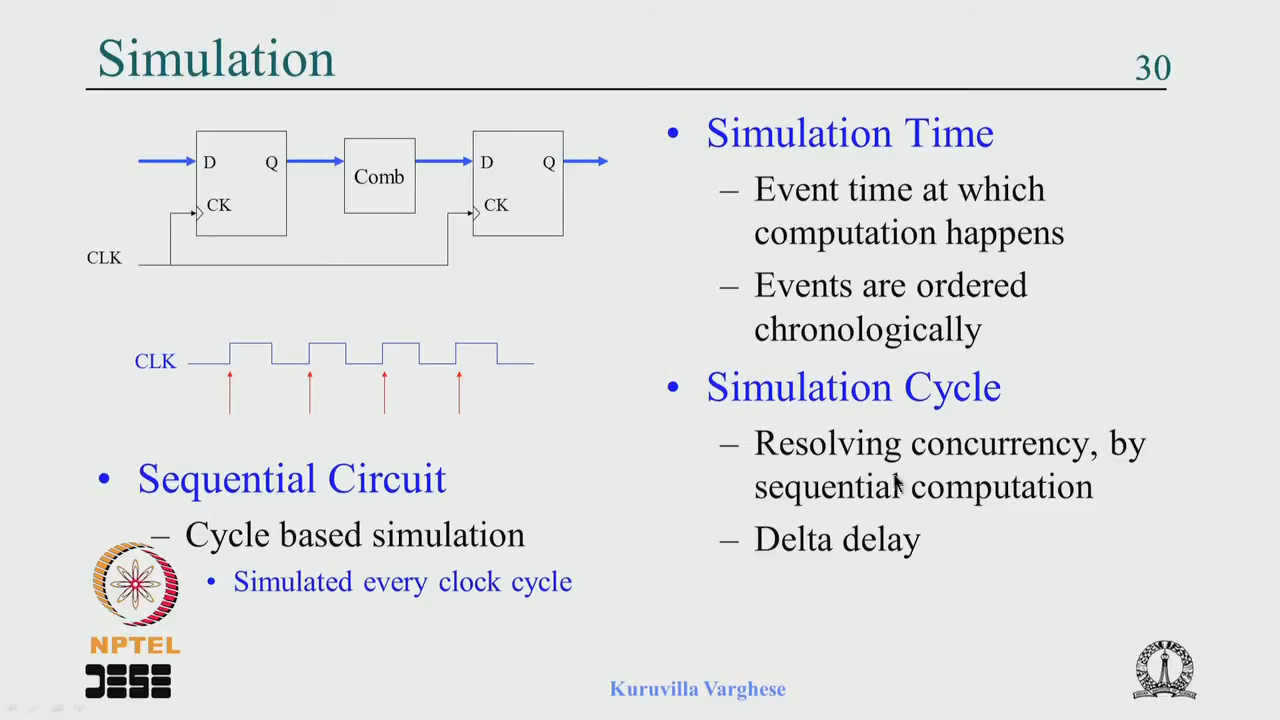 Simulation
30
D Q
CK
Comb
D Q
CK
CLK
CLK
• Sequential Circuit
– Cycle based simulation
• Simulated every clock cycle
• Simulation Time
– Event time at which
computation happens
– Events are ordered
chronologically
• Simulation Cycle
– Resolving concurrency, by
sequential computation
– Delta delay
NPTEL
DESE
Kuruvilla Varghese